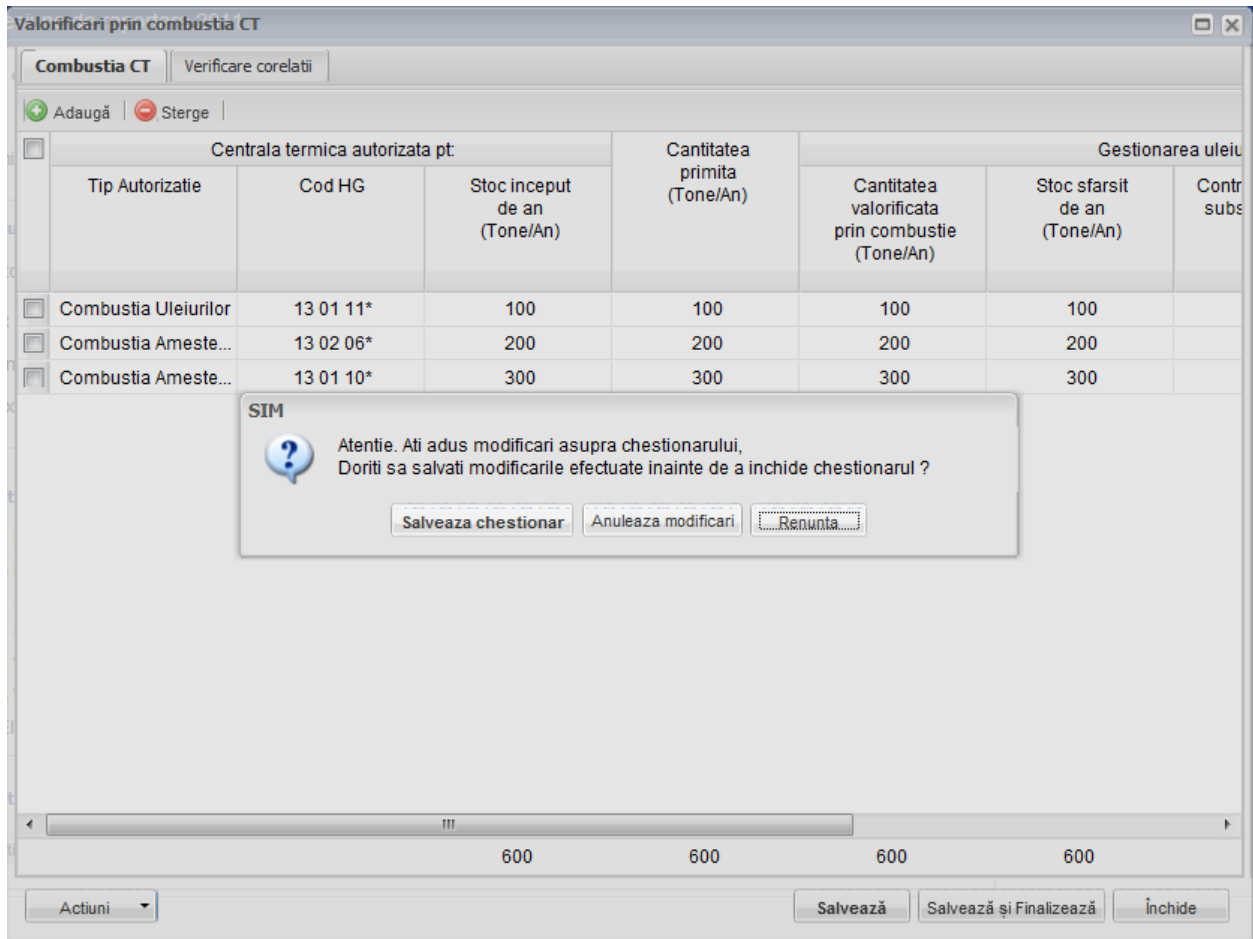 Valorificari prin combustia CT
Combustia CT
Verificare corelatii
Adaugă
Sterge
Centrala termica autorizata pt:
Cantitatea
primita
(Tone/An)
Gestionarea uleiu
Tip Autorizatie
Cod HG
Stoc inceput
de an
(Tone/An)
Cantitatea
valorificata
prin combustie
(Tone/An)
Stoc sfarsit
de an
(Tone/An)
Contr
subs
Combustia Uleiurilor 13 01 11* 100 100 100 100
Combustia Ameste... 13 02 06* 200 200 200 200
Combustia Ameste... 13 01 10* 300 300 300 300
SIM
Atentie. Ati adus modificari asupra chestionarului,
Doriti sa salvati modificarile efectuate inainte de a inchide chestionarul ?
Salveaza chestionar
Anuleaza modificari
Renunta
600 600 600 600
Actiuni
Salvează
Salvează și Finalizează
Închide